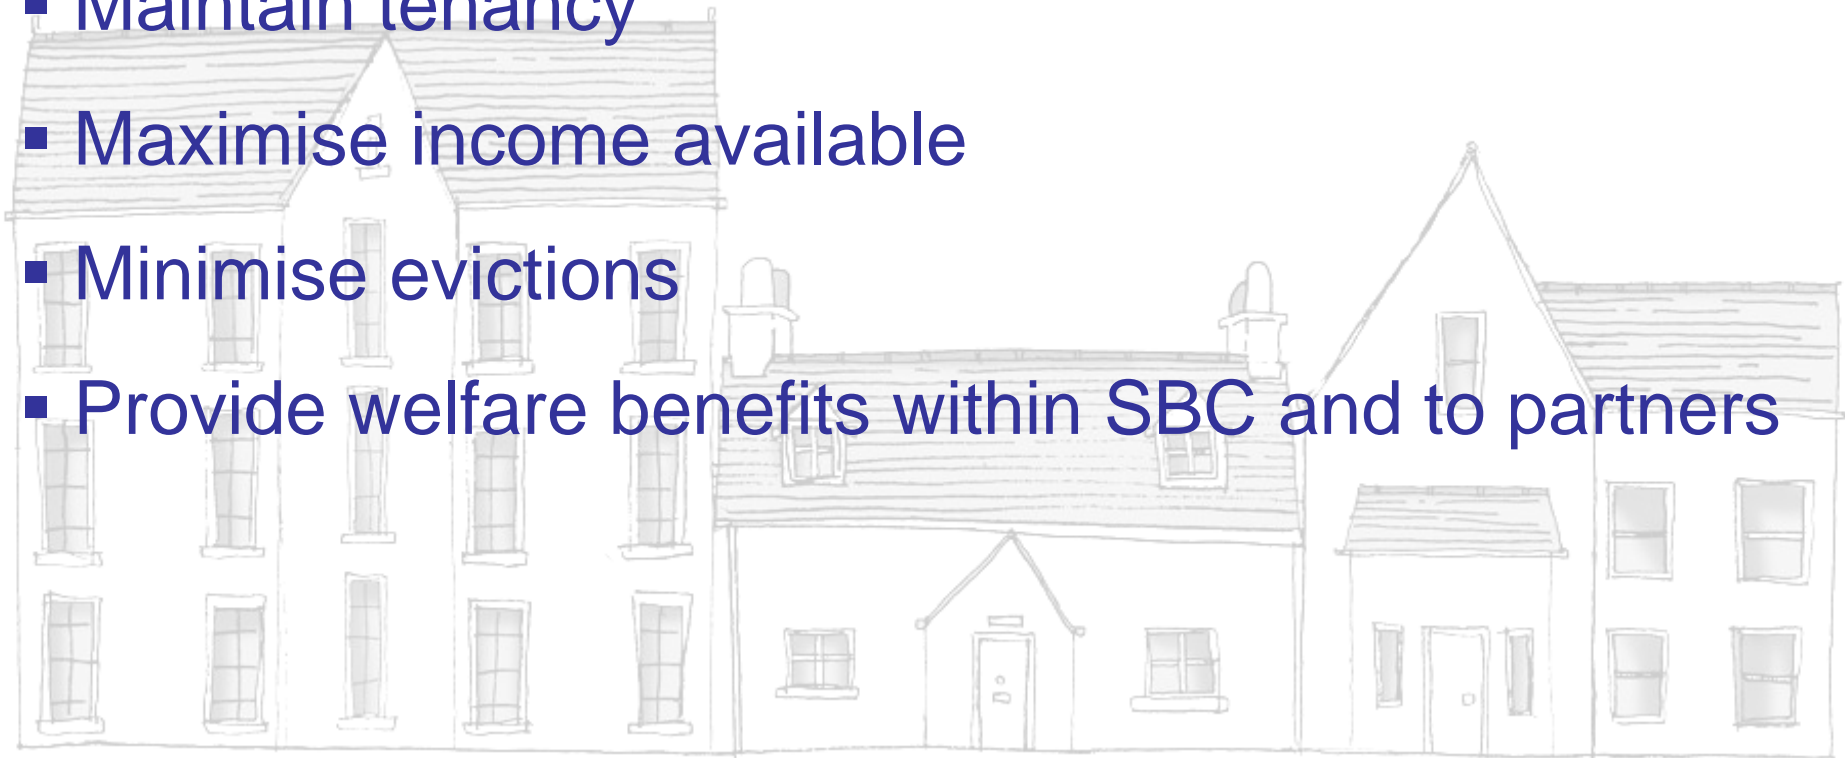 ▪ Maintain tenancy
▪ Maximise income available
▪ Minimise evictions
▪ Provide welfare benefits within SBC and to partners